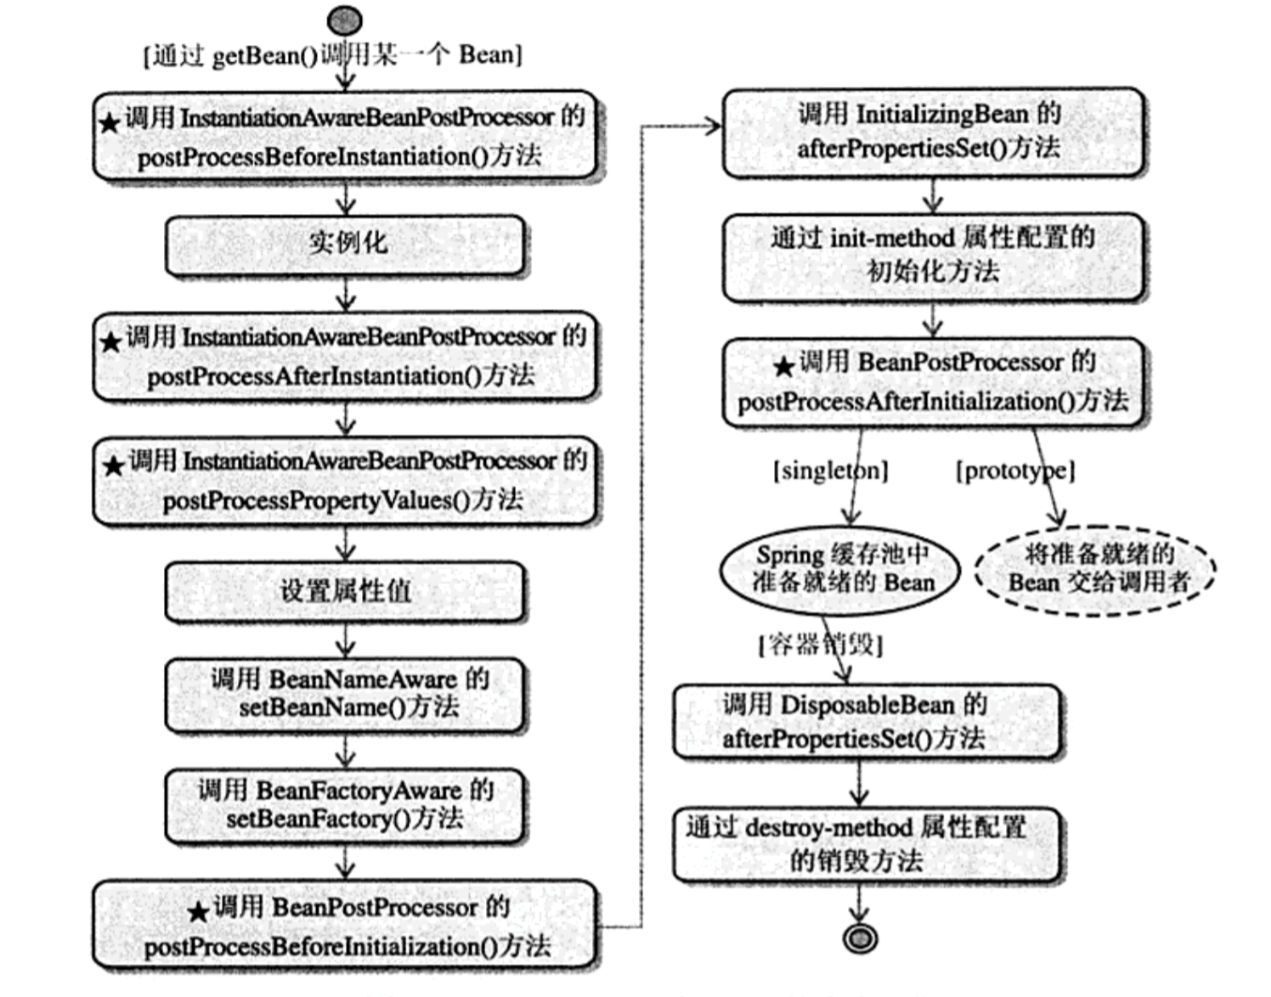 [通过 getBean()调用某一个 Bean]
★调用 InstantiationAwareBeanPostProcessor 的
postProcessBeforeInstantiation()方法
实例化
★调用 InstantiationAwareBeanPostProcessor 的
postProcessAfterInstantiation()方法
★调用 InstantiationAwareBeanPostProcessor 的
postProcessPropertyValues()方法
设置属性值
调用 BeanNameAware 的
setBeanName()方法
调用 BeanFactoryAware 的
setBeanFactory()方法
★调用 BeanPostProcessor 的
postProcessBeforeInitialization()方法
调用 InitializingBean 的
afterPropertiesSet()方法
通过 init-method 属性配置的
初始化方法
★调用 BeanPostProcessor 的
postProcessAfterInitialization()方法
[singleton]
[prototype]
Spring 缓存池中
准备就绪的 Bean
将准备就绪的
Bean 交给调用者
[容器销毁]
调用 DisposableBean 的
afterPropertiesSet()方法
通过 destroy-method 属性配置
的销毁方法